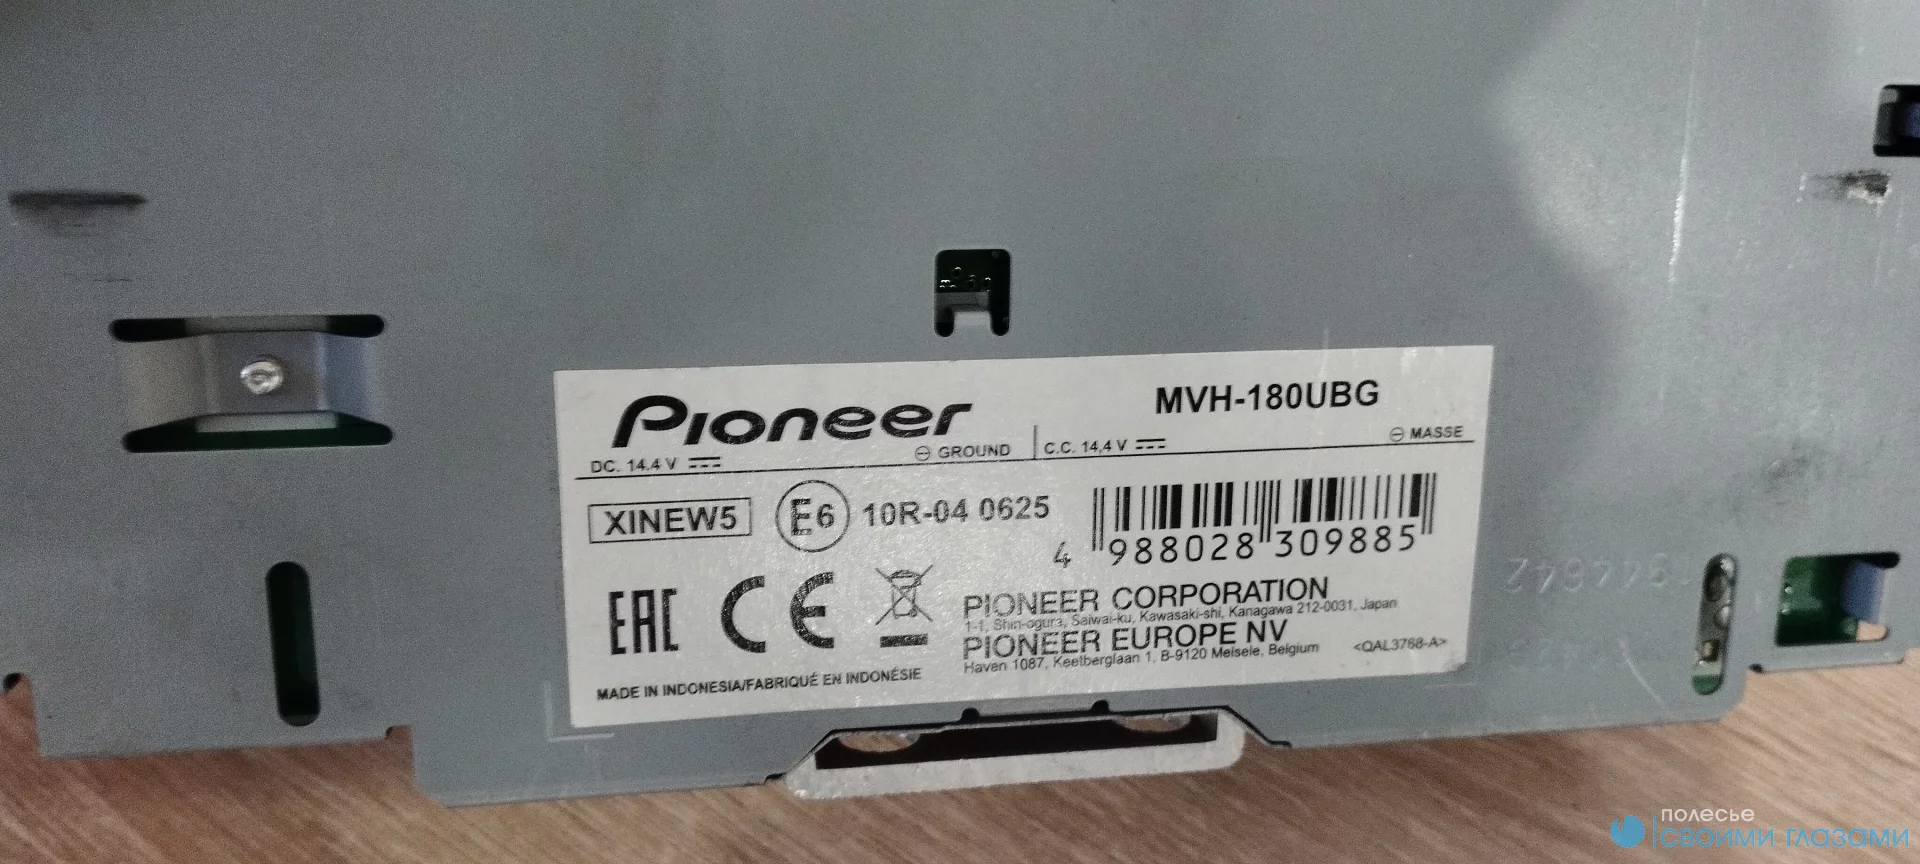 Pioneer
MVH-180UBG
DC. 14.4 V
GROUND
C.C. 14,4 V
MASSE
XINEW5
E6
10R-04 0625
4 988028 309885
EAC CE
PIONEER CORPORATION
1-1, Shin-ogura, Saiwai-ku, Kawasaki-shi, Kanagawa 212-0031, Japan
PIONEER EUROPE NV
Haven 1087, Keetberglaan 1, B-9120 Melsele, Belgium
<QAL3768-A>
MADE IN INDONESIA/FABRIQUÉ EN INDONÉSIE
полесье
своими глазами